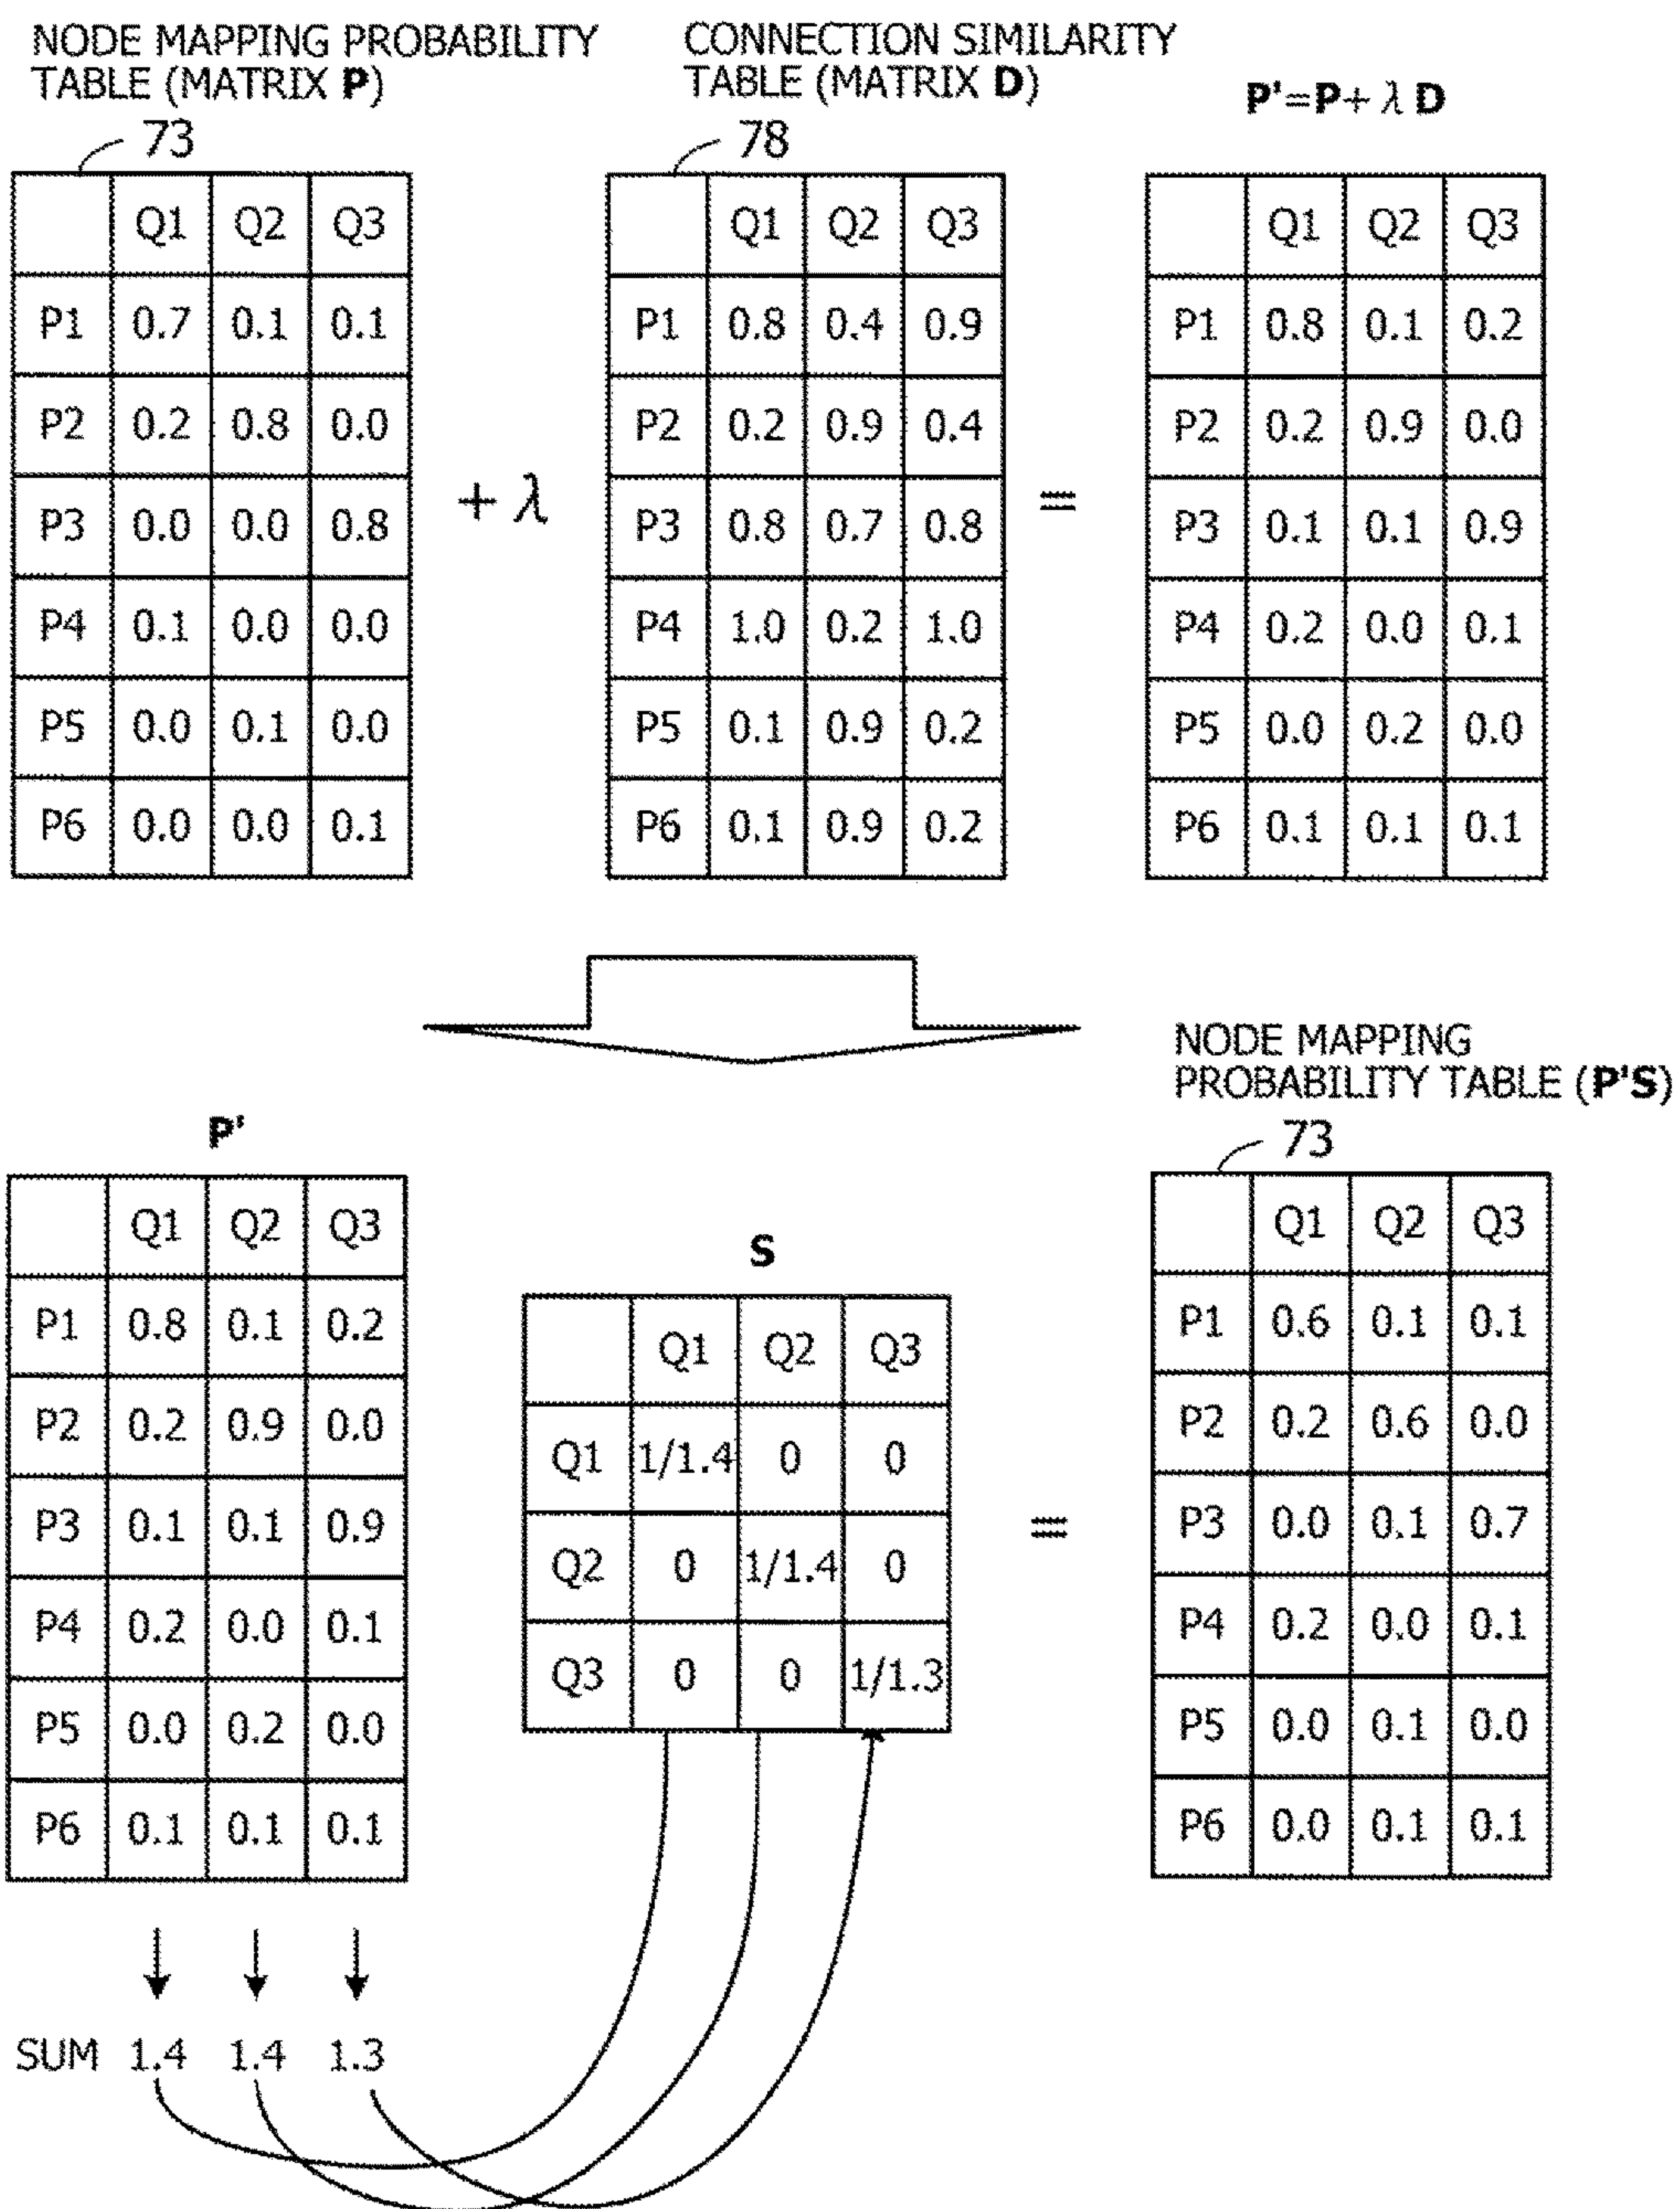 NODE MAPPING PROBABILITY
TABLE (MATRIX P)
CONNECTION SIMILARITY
TABLE (MATRIX D)
P'=P+ λ D
73
78
Q1 Q2 Q3
P1 0.7 0.1 0.1
P2 0.2 0.8 0.0
P3 0.0 0.0 0.8
P4 0.1 0.0 0.0
P5 0.0 0.1 0.0
P6 0.0 0.0 0.1
+ λ
Q1 Q2 Q3
P1 0.8 0.4 0.9
P2 0.2 0.9 0.4
P3 0.8 0.7 0.8
P4 1.0 0.2 1.0
P5 0.1 0.9 0.2
P6 0.1 0.9 0.2
=
Q1 Q2 Q3
P1 0.8 0.1 0.2
P2 0.2 0.9 0.0
P3 0.1 0.1 0.9
P4 0.2 0.0 0.1
P5 0.0 0.2 0.0
P6 0.1 0.1 0.1
P'
Q1 Q2 Q3
P1 0.8 0.1 0.2
P2 0.2 0.9 0.0
P3 0.1 0.1 0.9
P4 0.2 0.0 0.1
P5 0.0 0.2 0.0
P6 0.1 0.1 0.1
SUM 1.4 1.4 1.3
S
Q1 Q2 Q3
Q1 1/1.4 0 0
Q2 0 1/1.4 0
Q3 0 0 1/1.3
=
NODE MAPPING
PROBABILITY TABLE (P'S)
73
Q1 Q2 Q3
P1 0.6 0.1 0.1
P2 0.2 0.6 0.0
P3 0.0 0.1 0.7
P4 0.2 0.0 0.1
P5 0.0 0.1 0.0
P6 0.0 0.1 0.1